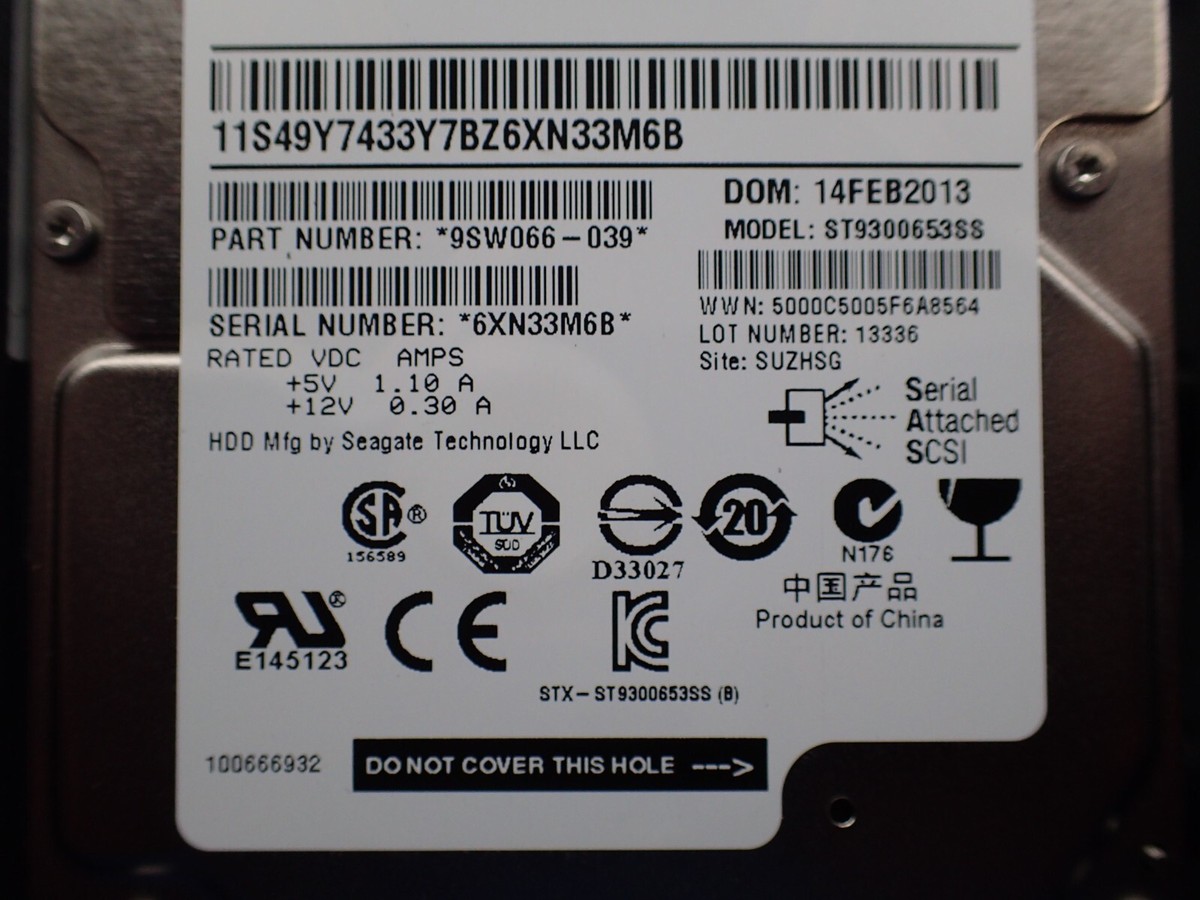 11S49Y7433Y7BZ6XN33M6B
PART NUMBER: *9SW066-039*
SERIAL NUMBER: *6XN33M6B*
RATED VDC AMPS
+5V 1.10 A
+12V 0.30 A
HDD Mfg by Seagate Technology LLC
DOM: 14FEB2013
MODEL: ST9300653SS
WWN: 5000C5005F6A8564
LOT NUMBER: 13336
Site: SUZHSG
Serial
Attached
SCSI
SA ®
156589
TÜV
SÜD
D33027
20
N176
中国产品
Product of China
RU ®
E145123
CE
KC
STX-ST9300653SS (B)
100666932
DO NOT COVER THIS HOLE --->